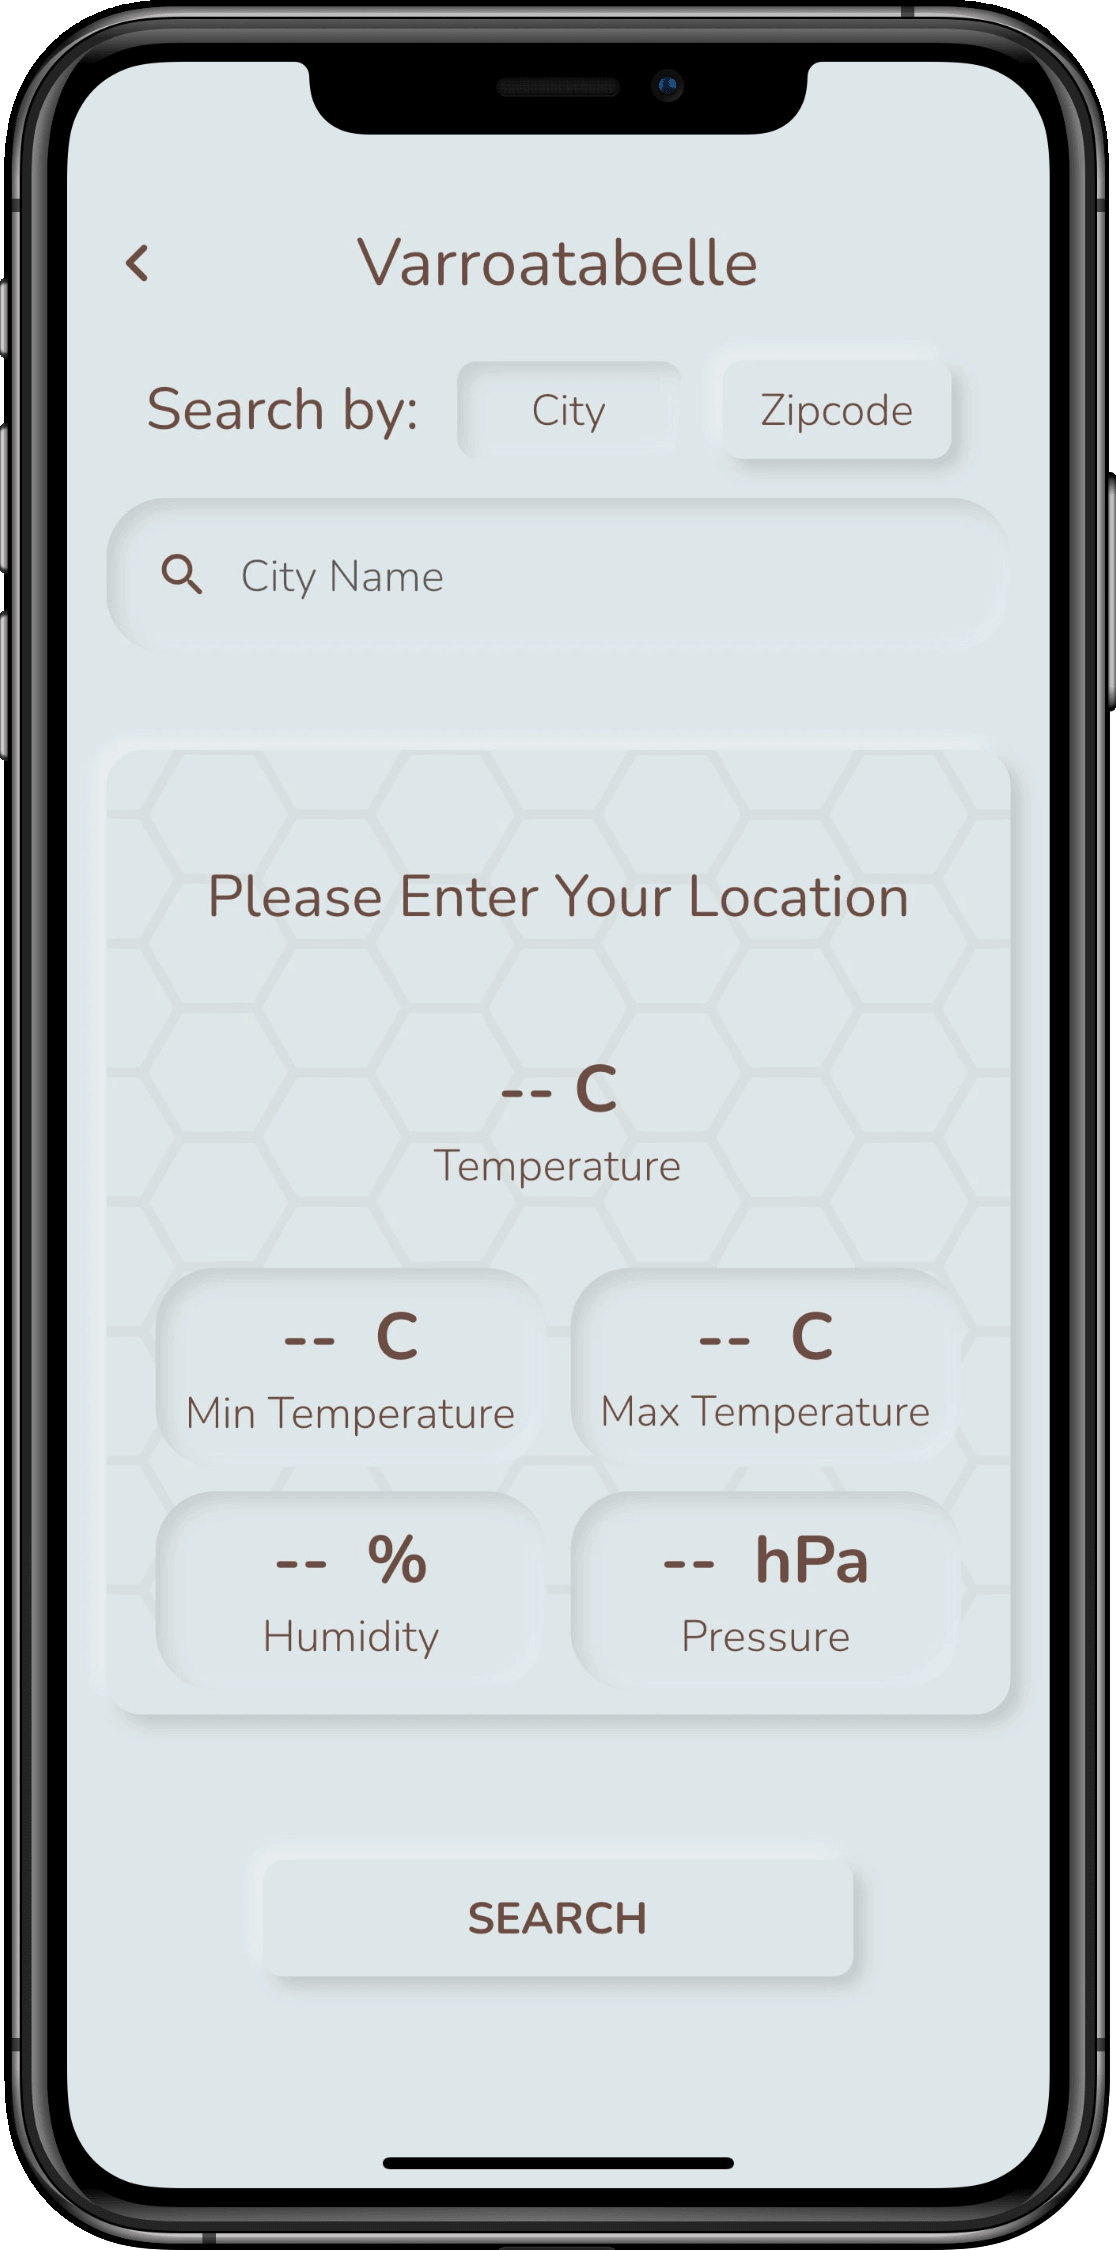 Varroatabelle
Search by: City Zipcode
City Name
Please Enter Your Location
-- C
Temperature
-- C -- C
Min Temperature Max Temperature
-- % -- hPa
Humidity Pressure
SEARCH